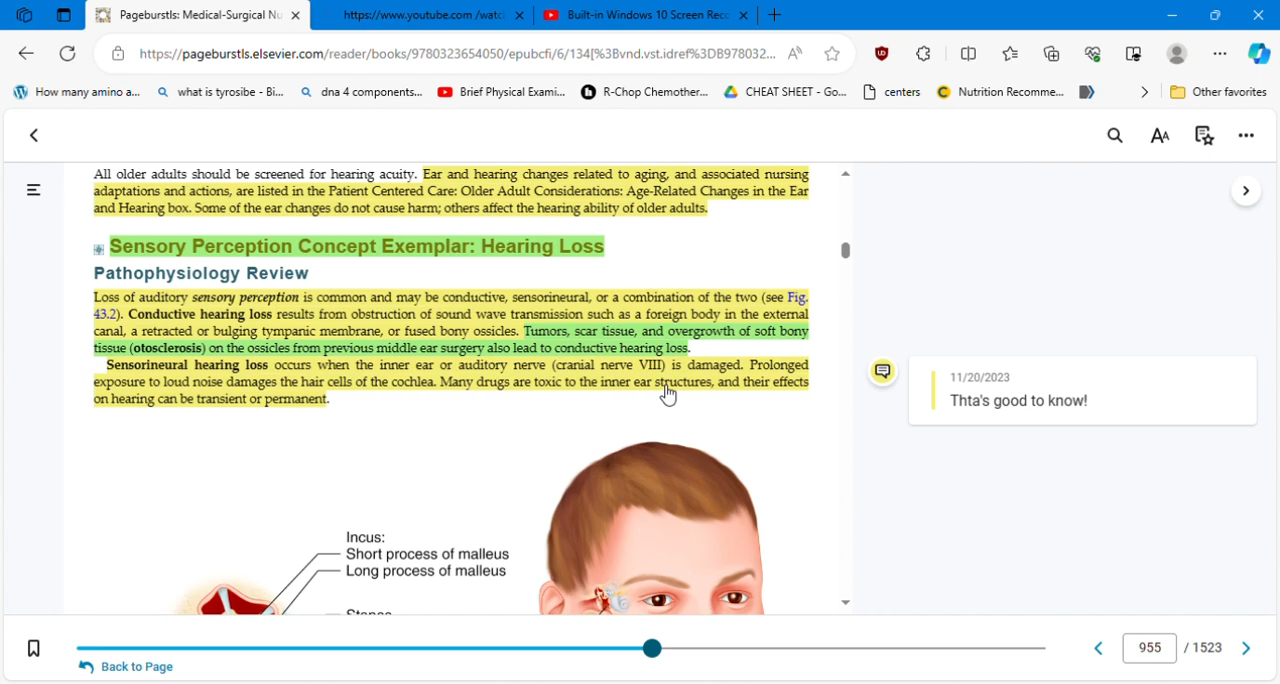 Pageburstls: Medical-Surgical Nu
https://www.youtube.com/watc
Built-in Windows 10 Screen Rec
https://pageburstls.elsevier.com/reader/books/9780323654050/epubcfi/6/134[%3Bvnd.vst.idref%3DB978032...
How many amino a...
what is tyrosibe - Bi...
dna 4 components...
Brief Physical Exami...
R-Chop Chemother...
CHEAT SHEET - Go...
centers
Nutrition Recomme...
Other favorites
All older adults should be screened for hearing acuity. Ear and hearing changes related to aging, and associated nursing
adaptations and actions, are listed in the Patient Centered Care: Older Adult Considerations: Age-Related Changes in the Ear
and Hearing box. Some of the ear changes do not cause harm; others affect the hearing ability of older adults.
Sensory Perception Concept Exemplar: Hearing Loss
Pathophysiology Review
Loss of auditory sensory perception is common and may be conductive, sensorineural, or a combination of the two (see Fig.
43.2). Conductive hearing loss results from obstruction of sound wave transmission such as a foreign body in the external
canal, a retracted or bulging tympanic membrane, or fused bony ossicles. Tumors, scar tissue, and overgrowth of soft bony
tissue (otosclerosis) on the ossicles from previous middle ear surgery also lead to conductive hearing loss.
Sensorineural hearing loss occurs when the inner ear or auditory nerve (cranial nerve VIII) is damaged. Prolonged
exposure to loud noise damages the hair cells of the cochlea. Many drugs are toxic to the inner ear structures, and their effects
on hearing can be transient or permanent.
11/20/2023
Thta's good to know!
Incus:
Short process of malleus
Long process of malleus
Stapes
955 / 1523
Back to Page